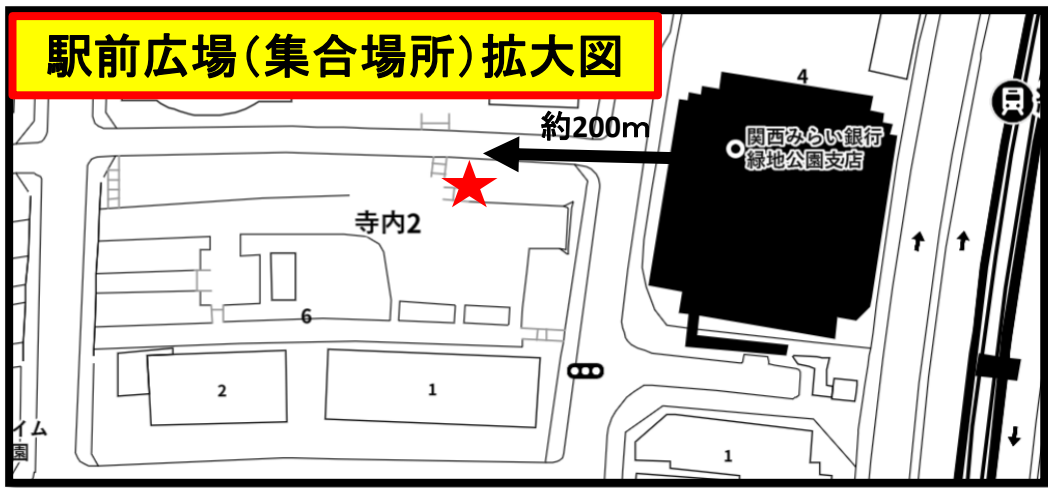 駅前広場(集合場所)拡大図
4
約200m
関西みらい銀行
緑地公園支店
寺内2
6
2
1
イム
園
1